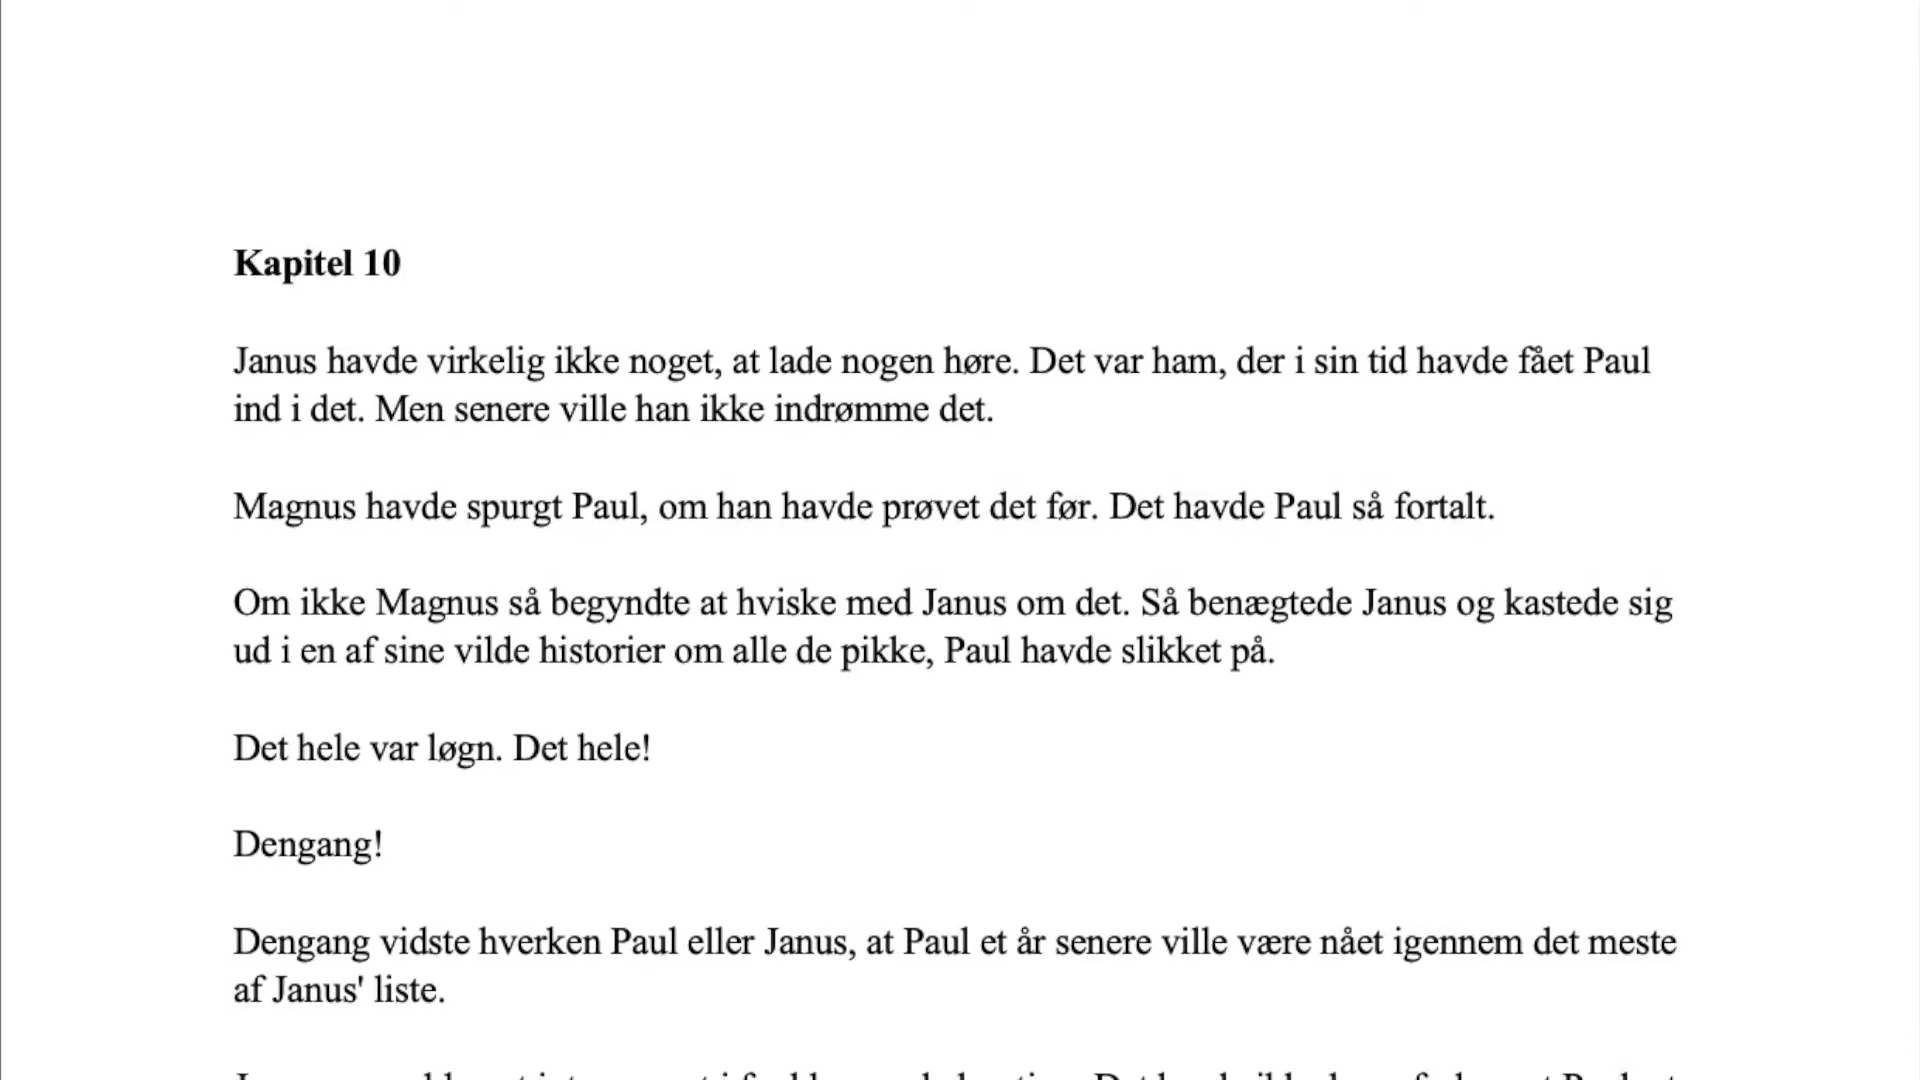 Kapitel 10
Janus havde virkelig ikke noget, at lade nogen høre. Det var ham, der i sin tid havde fået Paul
ind i det. Men senere ville han ikke indrømme det.
Magnus havde spurgt Paul, om han havde prøvet det før. Det havde Paul så fortalt.
Om ikke Magnus så begyndte at hviske med Janus om det. Så benægtede Janus og kastede sig
ud i en af sine vilde historier om alle de pikke, Paul havde slikket på.
Det hele var løgn. Det hele!
Dengang!
Dengang vidste hverken Paul eller Janus, at Paul et år senere ville være nået igennem det meste
af Janus' liste.